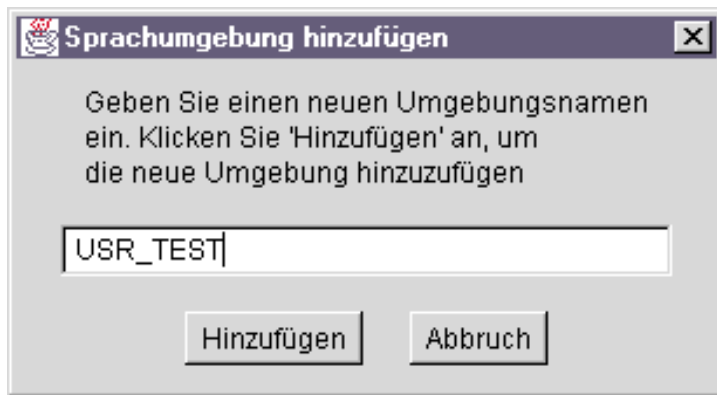 Sprachumgebung hinzufügen
Geben Sie einen neuen Umgebungsnamen
ein. Klicken Sie 'Hinzufügen' an, um
die neue Umgebung hinzuzufügen
USR_TEST
Hinzufügen Abbruch